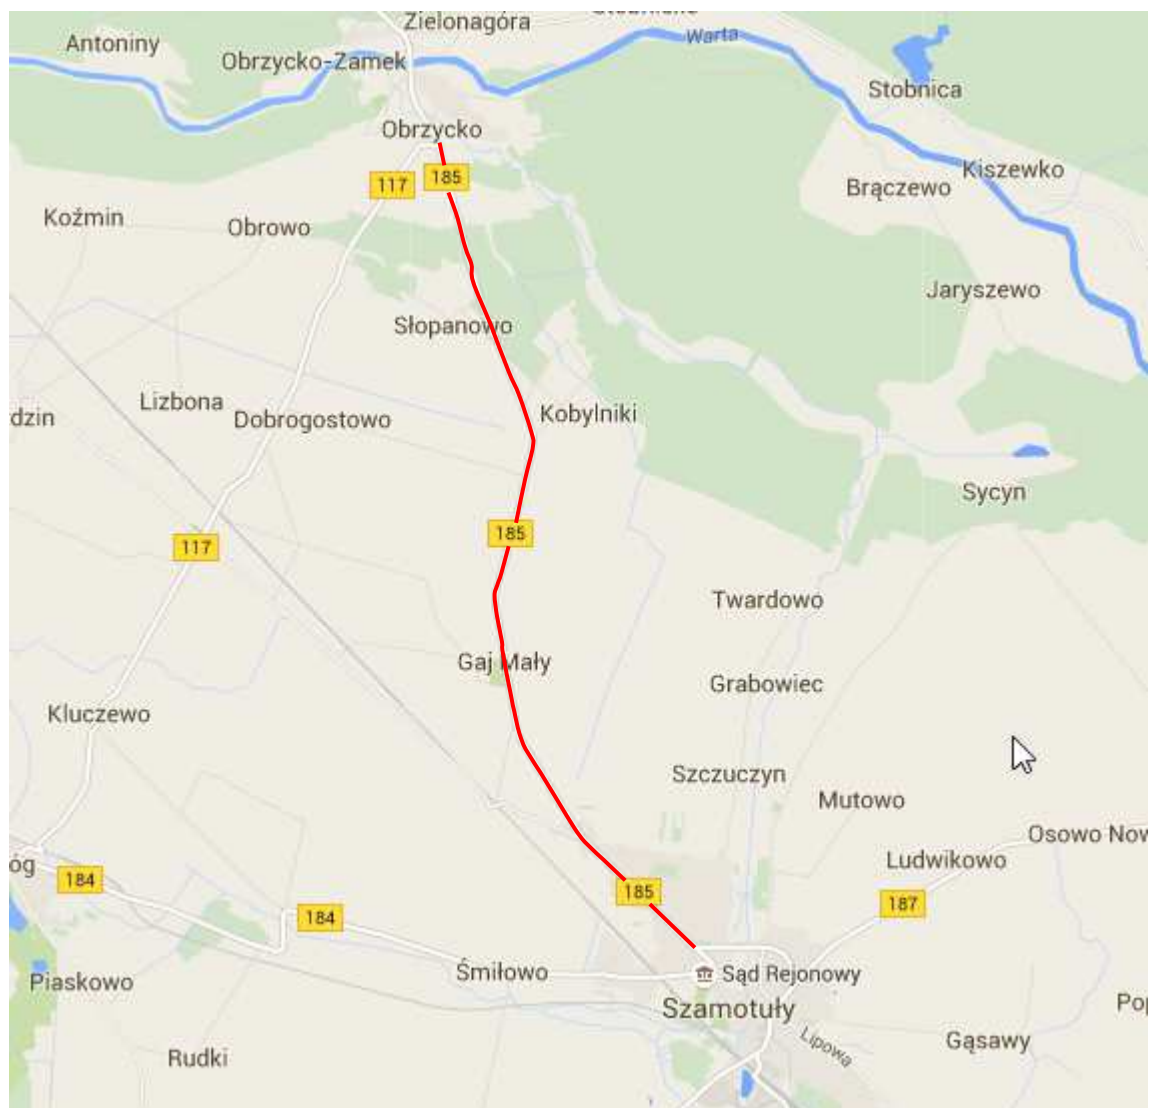 Zielonagóra
Antoniny
Warta
Obrzycko-Zamek
Stobnica
Obrzycko
Kiszewko
117
185
Brączewo
Koźmin
Obrowo
Jaryszewo
Słopanowo
Lizbona
Kobylniki
dzin
Dobrogostowo
Sycyn
185
117
Twardowo
Gaj Mały
Grabowiec
Kluczewo
Szczuczyn
Mutowo
Osowo Now
óg
Ludwikowo
184
185
187
184
Śmiłowo
Sąd Rejonowy
Piaskowo
Szamotuły
Pop
Gąsawy
Lipowa
Rudki